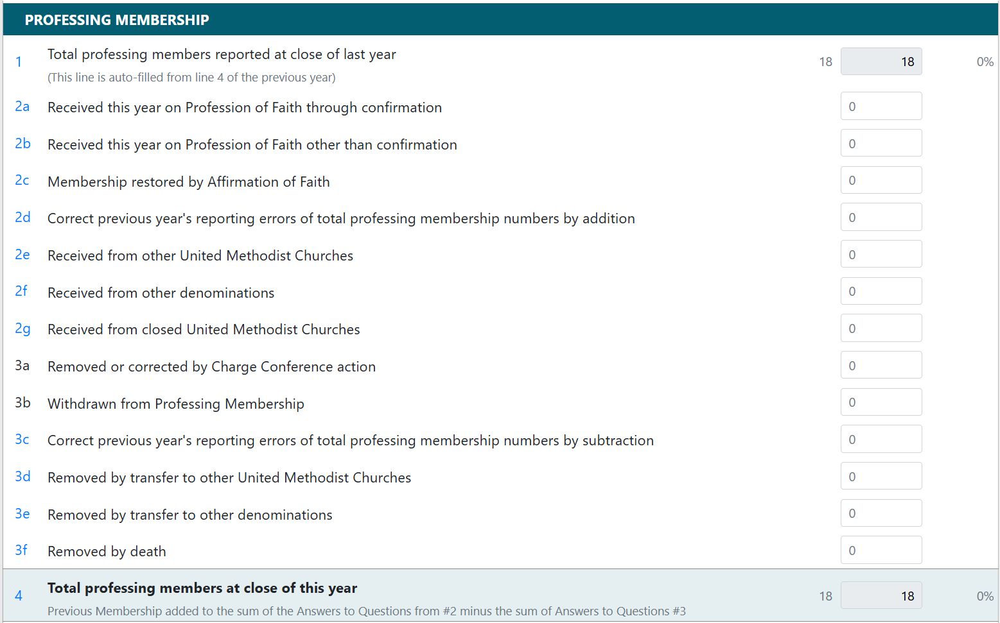 PROFESSING MEMBERSHIP
1 Total professing members reported at close of last year 18 18 0%
(This line is auto-filled from line 4 of the previous year)
2a Received this year on Profession of Faith through confirmation 0
2b Received this year on Profession of Faith other than confirmation 0
2c Membership restored by Affirmation of Faith 0
2d Correct previous year's reporting errors of total professing membership numbers by addition 0
2e Received from other United Methodist Churches 0
2f Received from other denominations 0
2g Received from closed United Methodist Churches 0
3a Removed or corrected by Charge Conference action 0
3b Withdrawn from Professing Membership 0
3c Correct previous year's reporting errors of total professing membership numbers by subtraction 0
3d Removed by transfer to other United Methodist Churches 0
3e Removed by transfer to other denominations 0
3f Removed by death 0
4 Total professing members at close of this year 18 18 0%
Previous Membership added to the sum of the Answers to Questions from #2 minus the sum of Answers to Questions #3